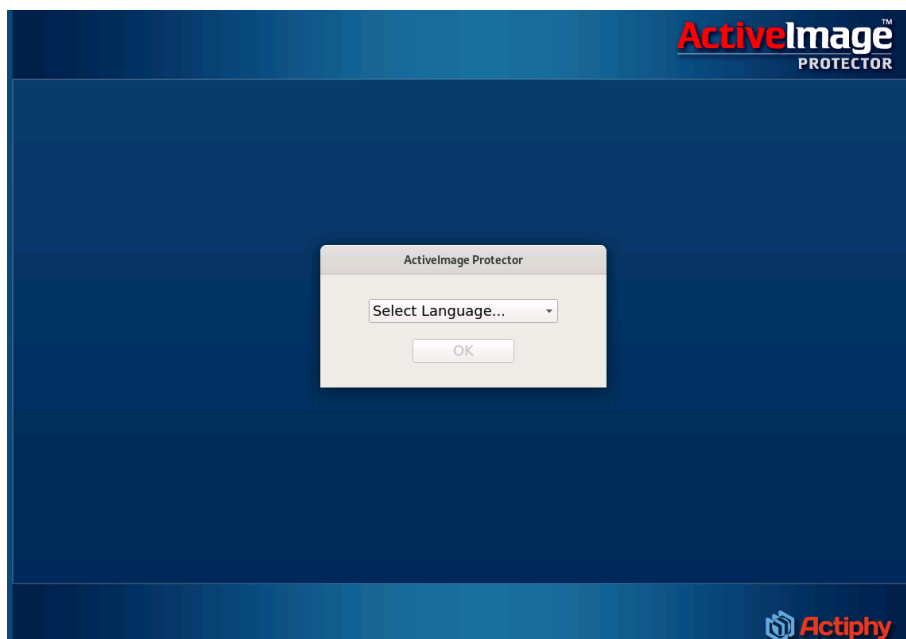 ActiveImage™
PROTECTOR
ActiveImage Protector
Select Language...
OK
Actiphy